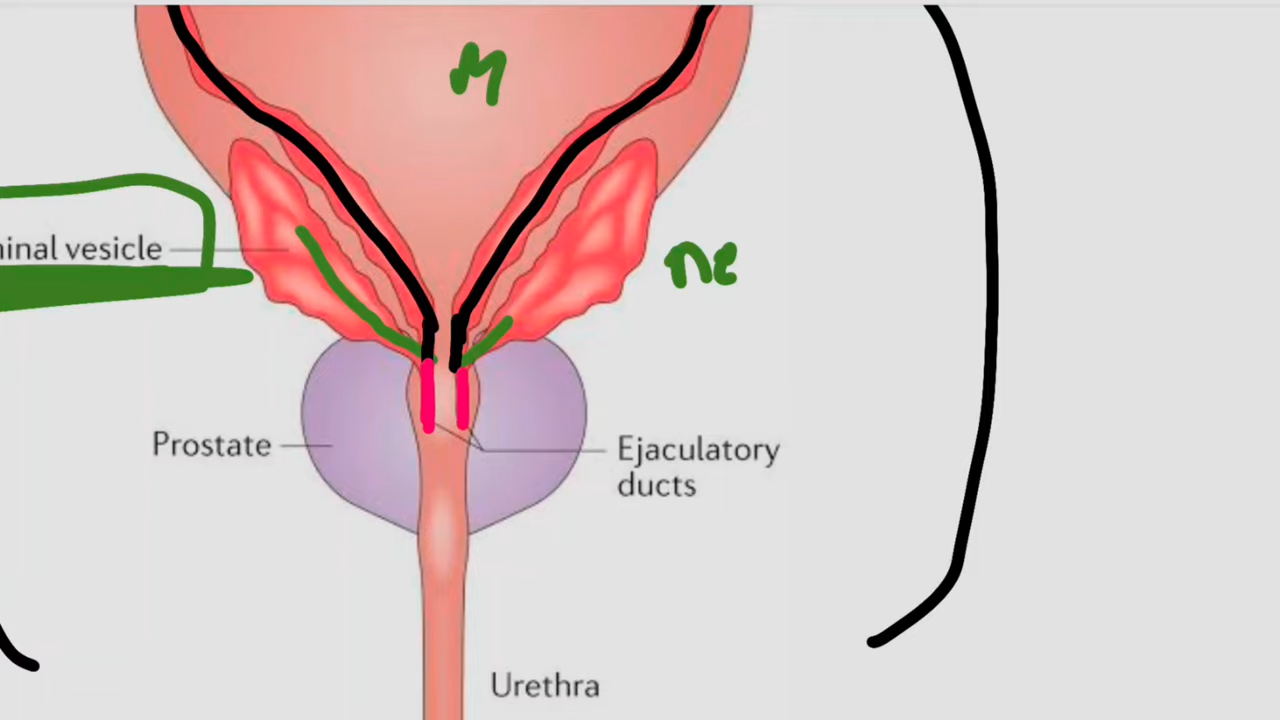 M
inal vesicle
ne
Prostate
Ejaculatory
ducts
Urethra